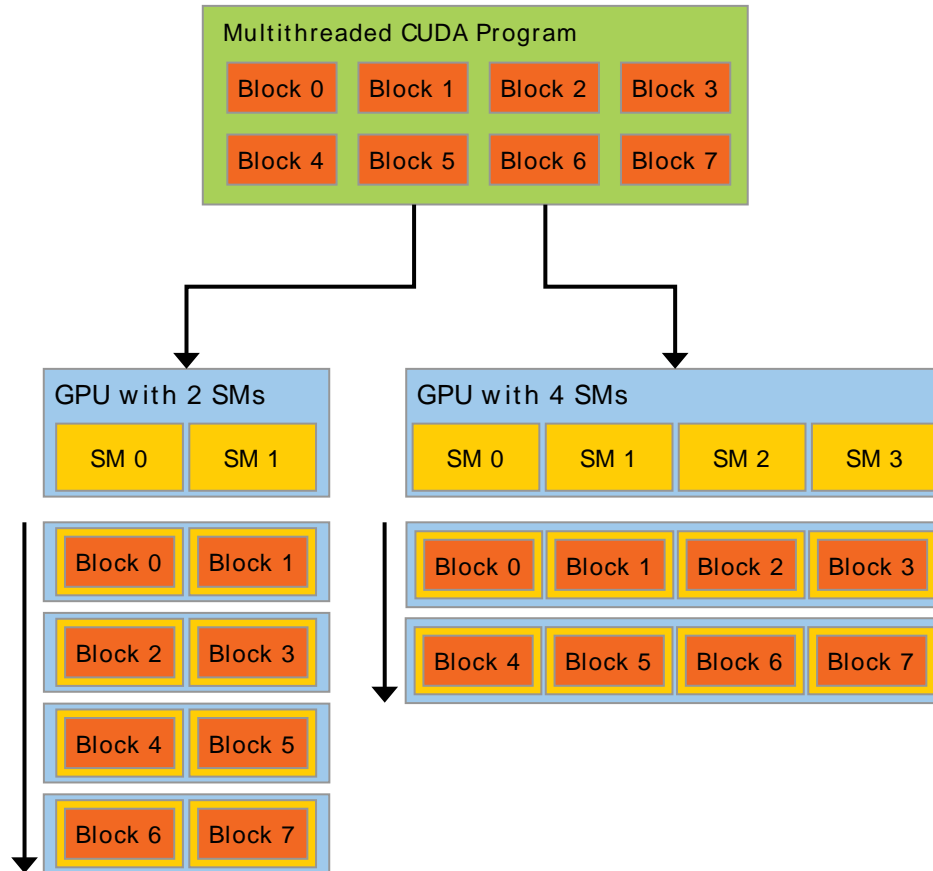 Multithreaded CUDA Program
Block 0 Block 1 Block 2 Block 3
Block 4 Block 5 Block 6 Block 7
GPU with 2 SMs
SM 0 SM 1
Block 0 Block 1
Block 2 Block 3
Block 4 Block 5
Block 6 Block 7
GPU with 4 SMs
SM 0 SM 1 SM 2 SM 3
Block 0 Block 1 Block 2 Block 3
Block 4 Block 5 Block 6 Block 7